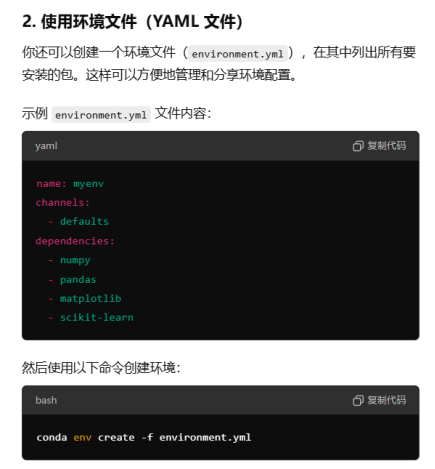 2. 使用环境文件（YAML 文件）
你还可以创建一个环境文件（ environment.yml ），在其中列出所有要
安装的包。这样可以方便地管理和分享环境配置。
示例 environment.yml 文件内容：
yaml
复制代码
name: myenv
channels:
  - defaults
dependencies:
  - numpy
  - pandas
  - matplotlib
  - scikit-learn
然后使用以下命令创建环境：
bash
复制代码
conda env create -f environment.yml